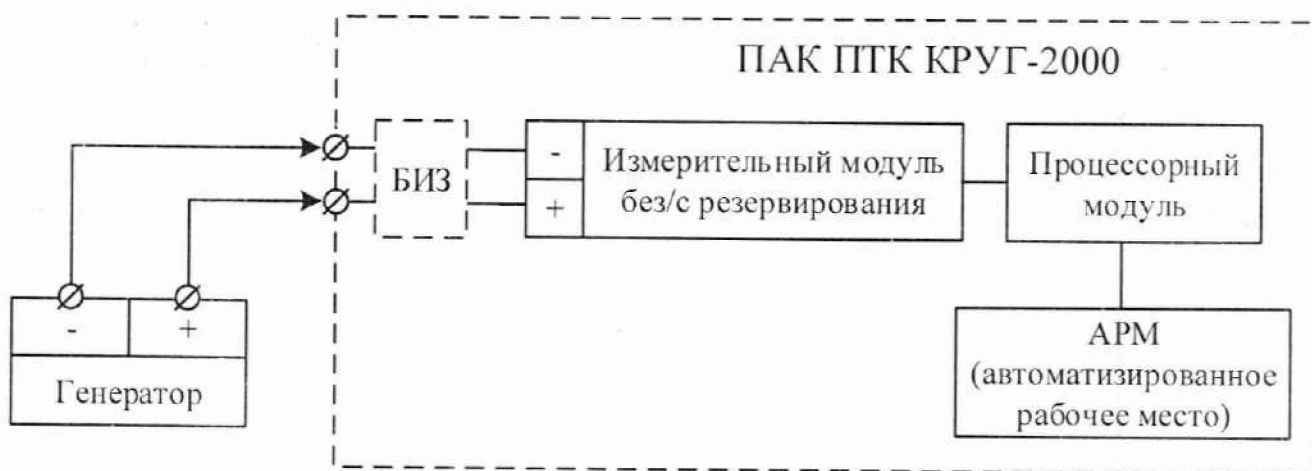 ПАК ПТК КРУГ-2000
БИЗ
-
+
Измерительный модуль
без/с резервирования
Процессорный
модуль
- +
Генератор
АРМ
(автоматизированное
рабочее место)